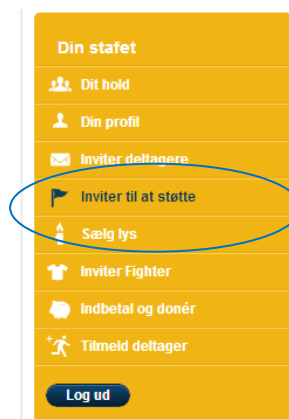 Din stafet
Dit hold
Din profil
Inviter deltagere
Inviter til at støtte
Sælg lys
Inviter Fighter
Indbetal og donér
Tilmeld deltager
Log ud